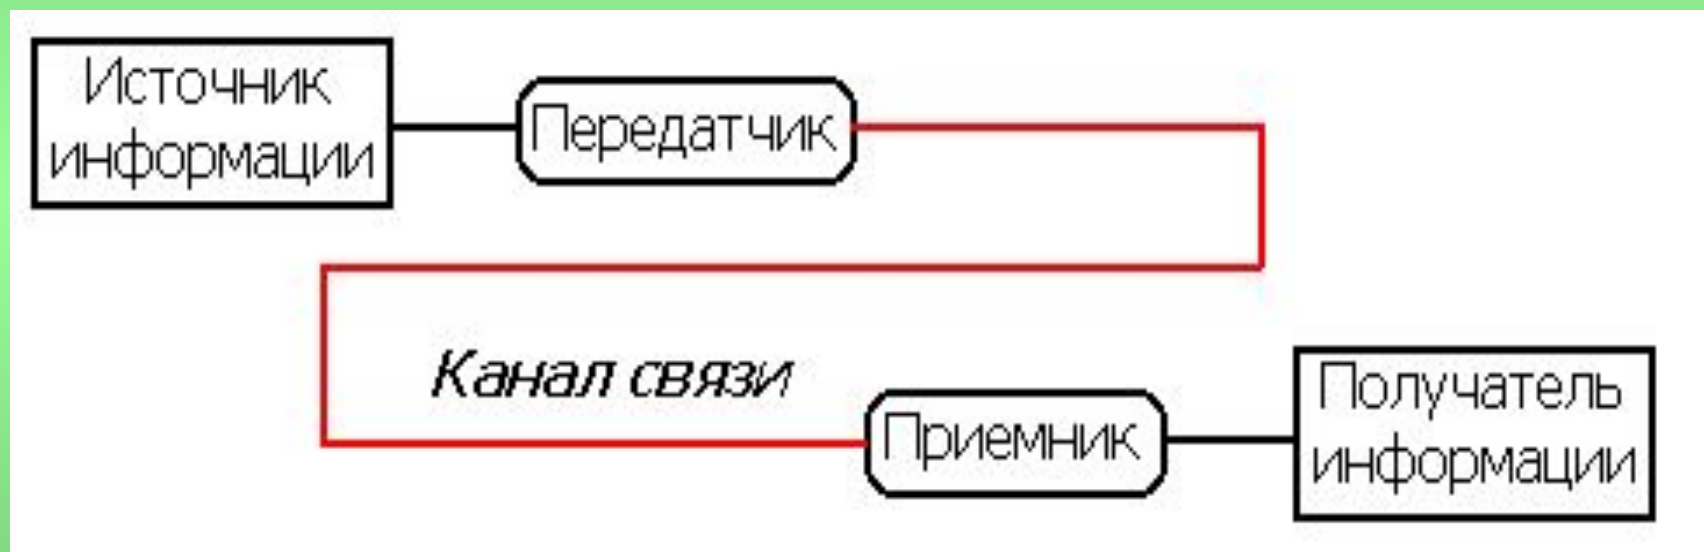 Источник
информации
Передатчик
Канал связи
Приемник
Получатель
информации